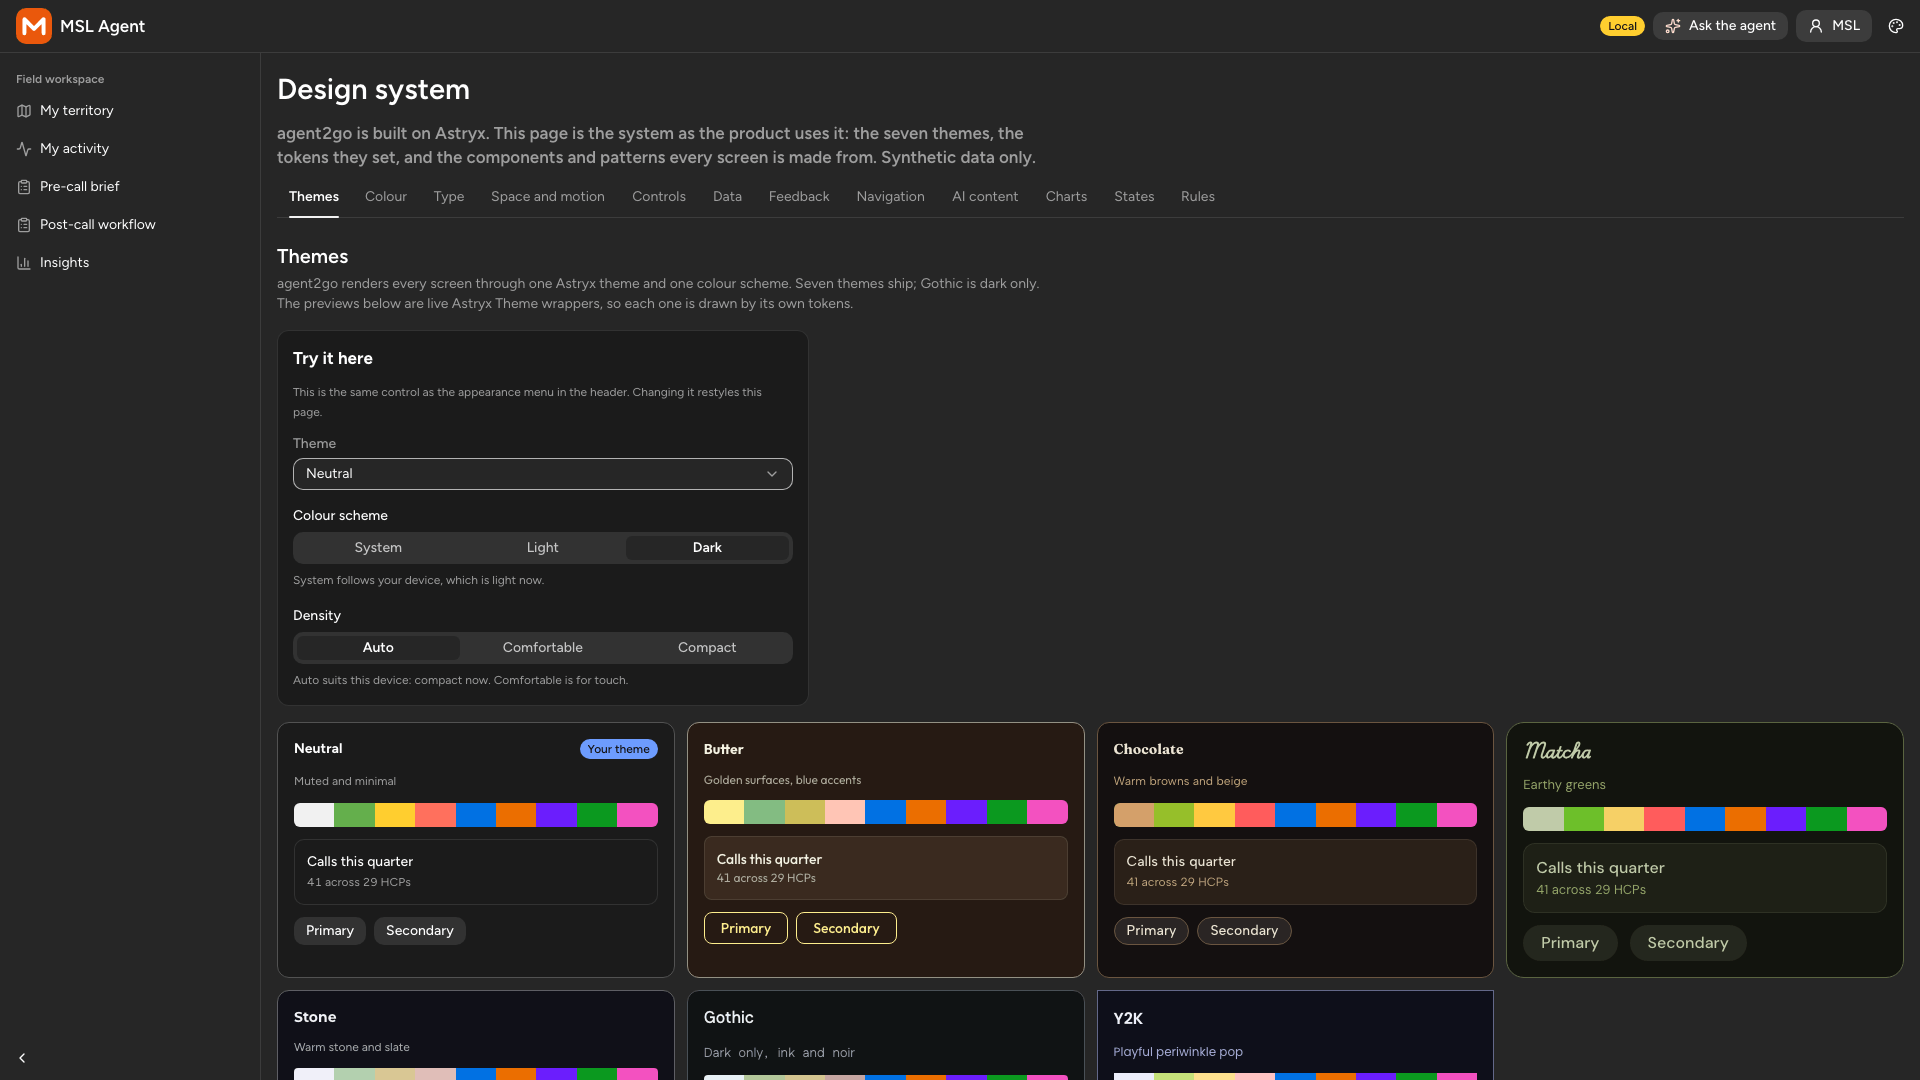 MSL Agent
Local
Ask the agent
MSL
Field workspace
My territory
My activity
Pre-call brief
Post-call workflow
Insights
Design system
agent2go is built on Astryx. This page is the system as the product uses it: the seven themes, the
tokens they set, and the components and patterns every screen is made from. Synthetic data only.
Themes
Colour
Type
Space and motion
Controls
Data
Feedback
Navigation
AI content
Charts
States
Rules
Themes
agent2go renders every screen through one Astryx theme and one colour scheme. Seven themes ship; Gothic is dark only.
The previews below are live Astryx Theme wrappers, so each one is drawn by its own tokens.
Try it here
This is the same control as the appearance menu in the header. Changing it restyles this
page.
Theme
Neutral
Colour scheme
System
Light
Dark
System follows your device, which is light now.
Density
Auto
Comfortable
Compact
Auto suits this device: compact now. Comfortable is for touch.
Neutral
Your theme
Muted and minimal
Calls this quarter
41 across 29 HCPs
Primary
Secondary
Butter
Golden surfaces, blue accents
Calls this quarter
41 across 29 HCPs
Primary
Secondary
Chocolate
Warm browns and beige
Calls this quarter
41 across 29 HCPs
Primary
Secondary
Matcha
Earthy greens
Calls this quarter
41 across 29 HCPs
Primary
Secondary
Stone
Warm stone and slate
Gothic
Dark only, ink and noir
Y2K
Playful periwinkle pop